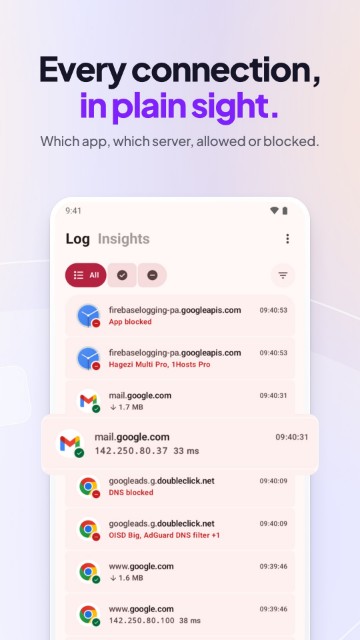 Every connection,
in plain sight.
Which app, which server, allowed or blocked.
9:41
Log Insights
All
firebaselogging-pa.googleapis.com 09:40:53
App blocked
firebaselogging-pa.googleapis.com 09:40:53
Hagezi Multi Pro, 1Hosts Pro
mail.google.com 09:40:31
↓ 1.7 MB
mail.google.com 09:40:31
142.250.80.37 33 ms
googleads.g.doubleclick.net 09:40:09
DNS blocked
googleads.g.doubleclick.net 09:40:09
OISD Big, AdGuard DNS filter +1
www.google.com 09:39:46
↓ 1.6 MB
www.google.com 09:39:46
142.250.80.100 38 ms